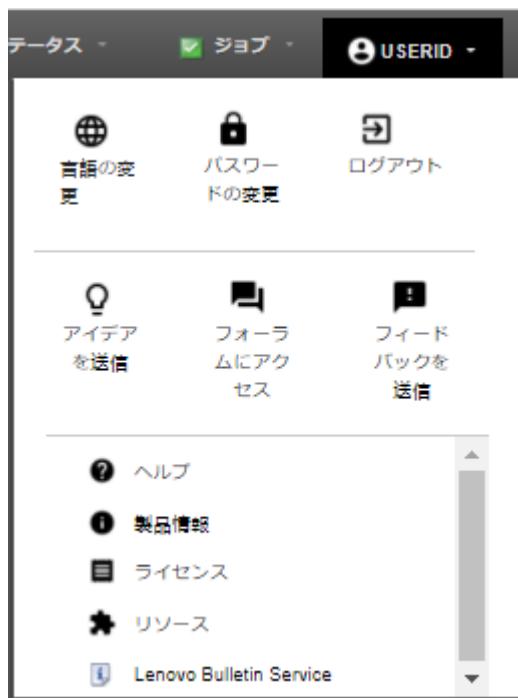 テータス
ジョブ
USERID
言語の変
更
パスワー
ドの変更
ログアウト
アイデア
を送信
フォーラ
ムにアク
セス
フィード
バックを
送信
ヘルプ
製品情報
ライセンス
リソース
Lenovo Bulletin Service